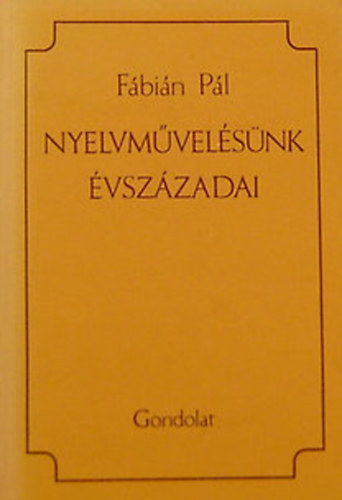 Fábián Pál
NYELVMŰVELÉSÜNK
ÉVSZÁZADAI
Gondolat